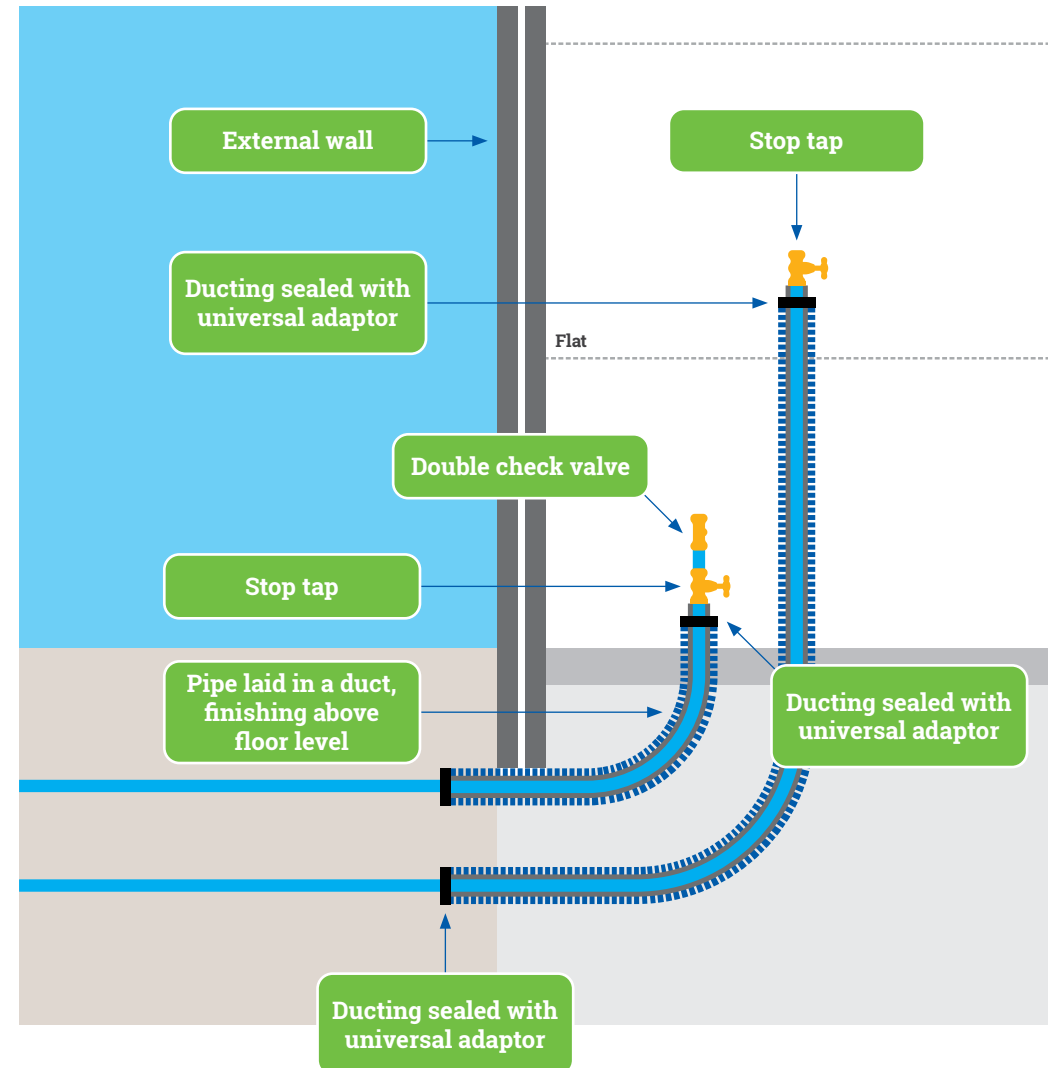 External wall
Stop tap
Ducting sealed with
universal adaptor
Flat
Double check valve
Stop tap
Pipe laid in a duct,
finishing above
floor level
Ducting sealed with
universal adaptor
Ducting sealed with
universal adaptor